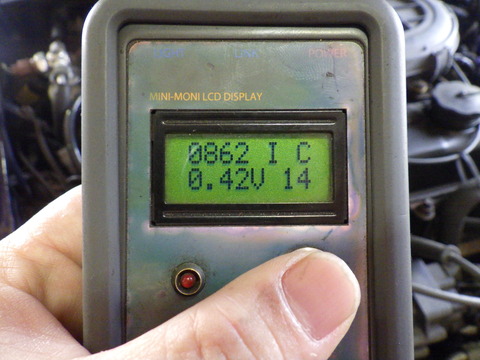 MINI-MONI LCD DISPLAY
0862 I C
0.42V 14